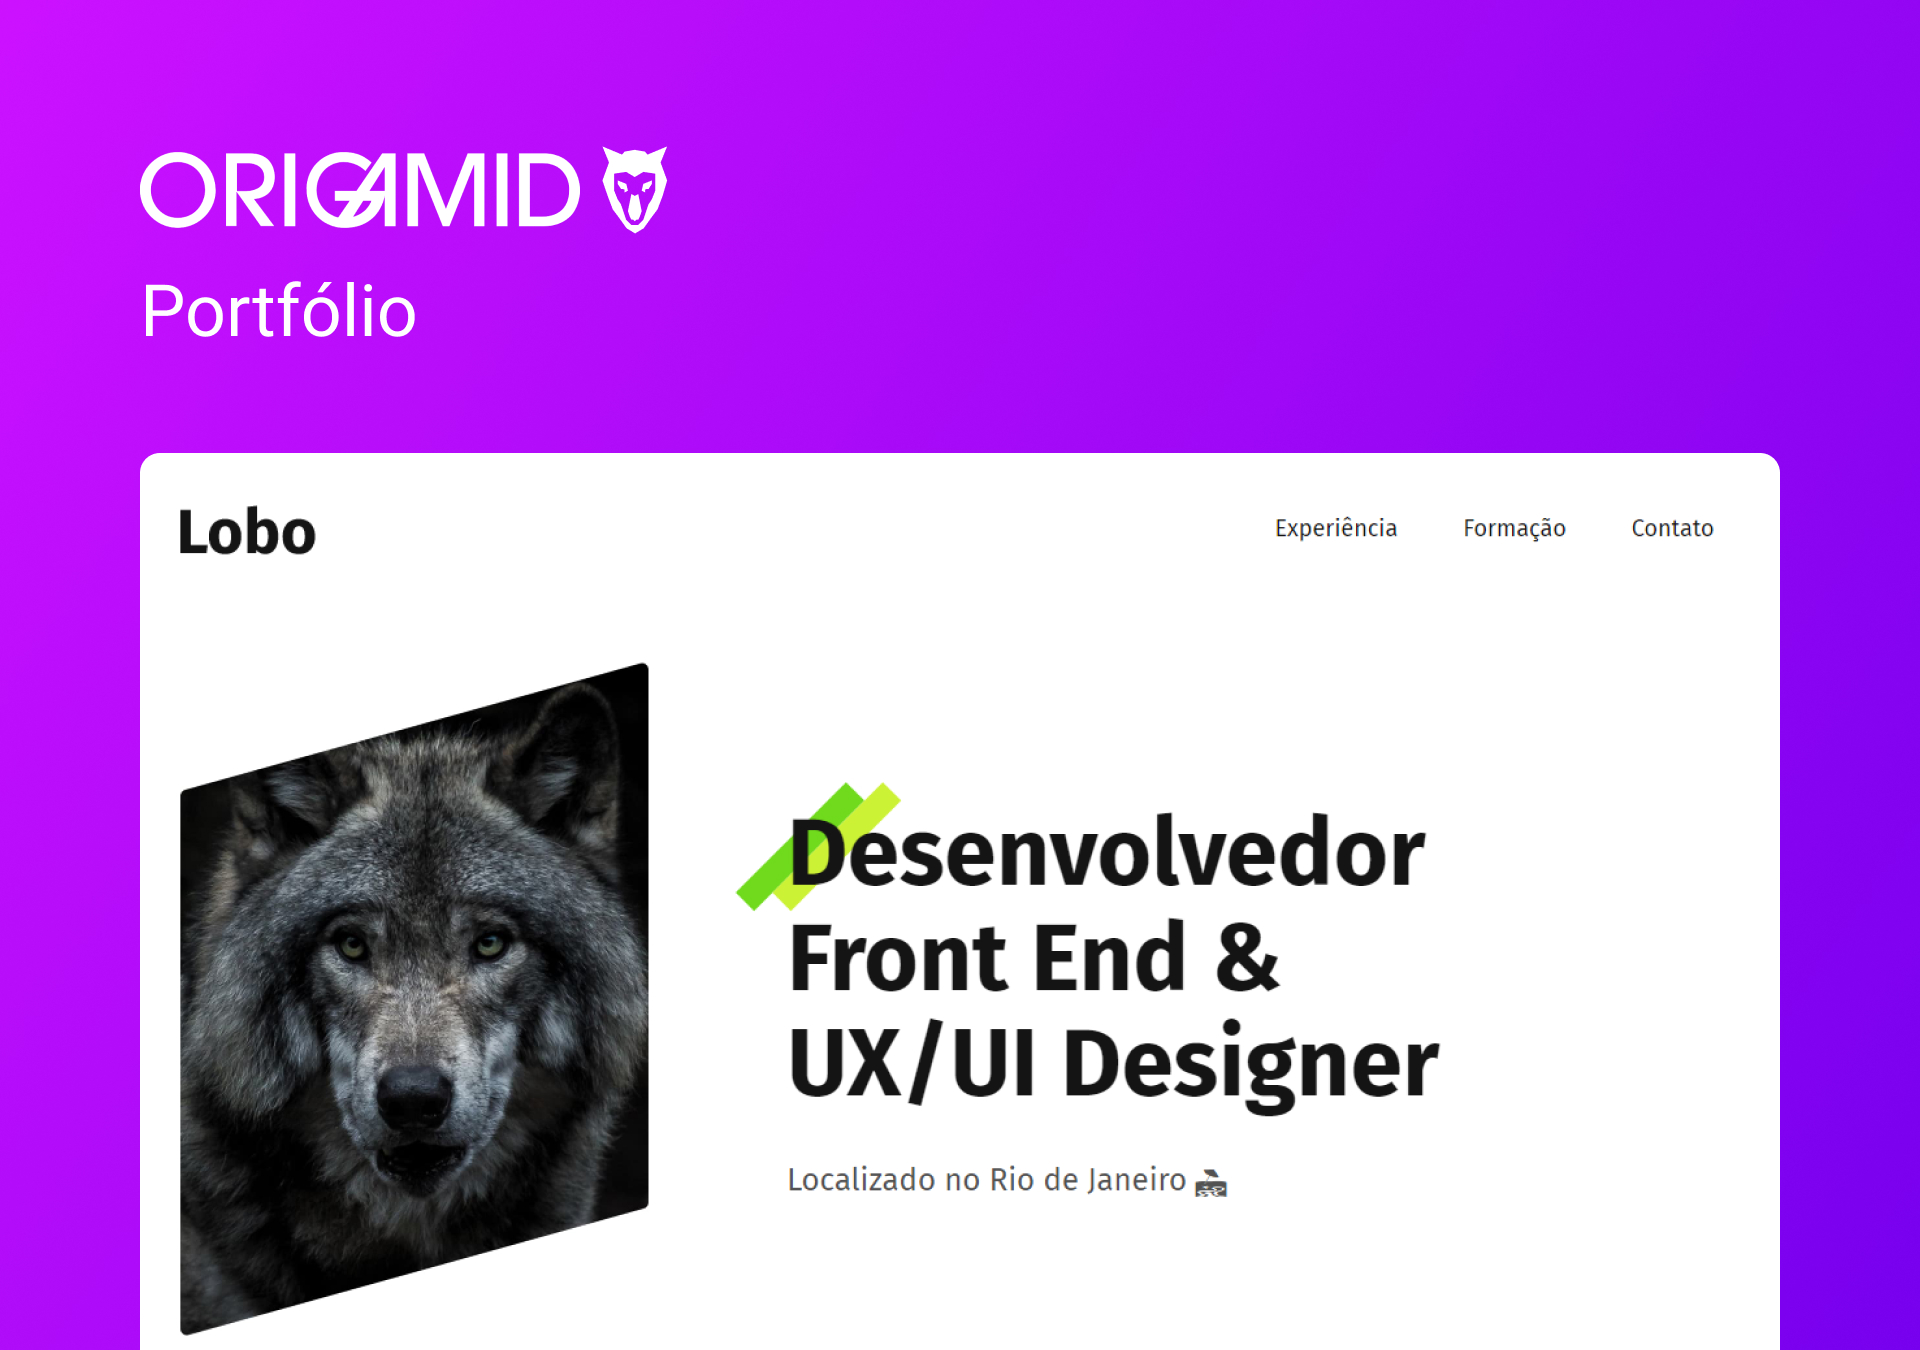 ORIGAMID
Portfólio
Lobo
Experiência Formação Contato
Desenvolvedor
Front End &
UX/UI Designer
Localizado no Rio de Janeiro